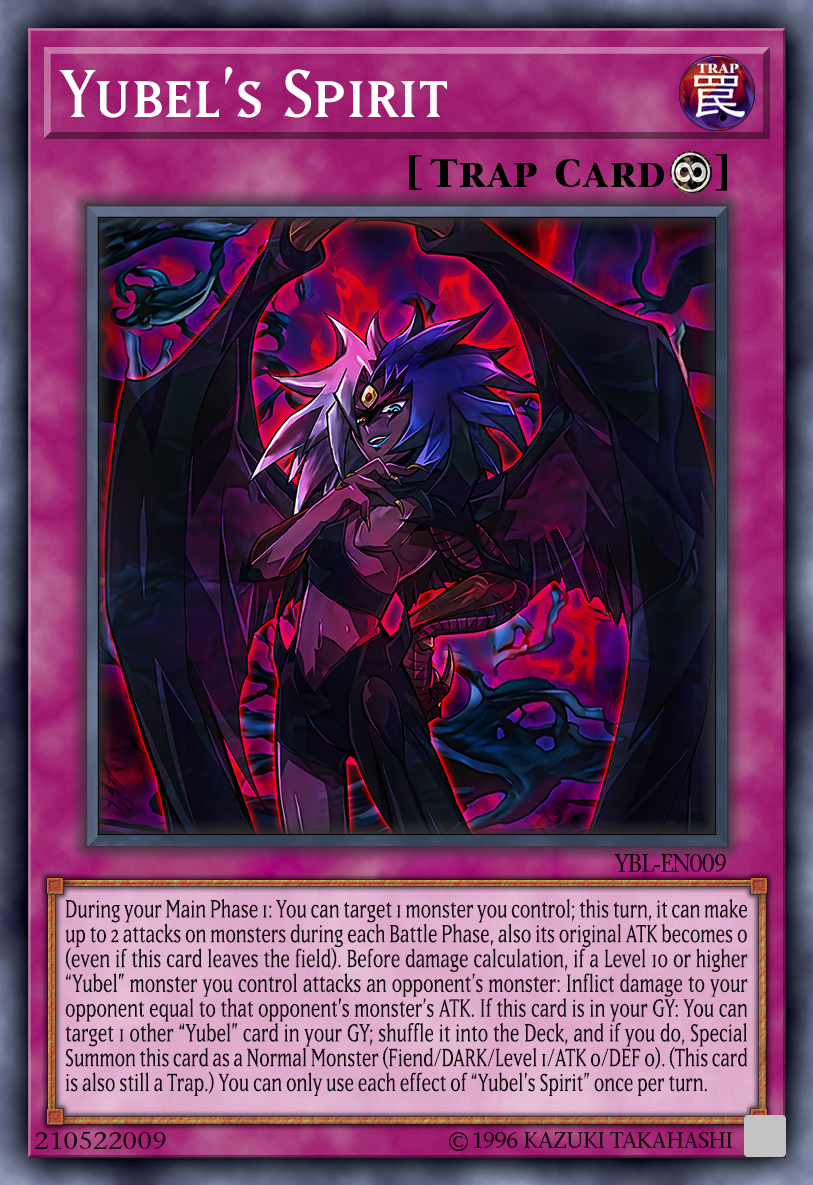 Yubel's Spirit
TRAP
罠
[Trap Card∞]
YBL-EN009
During your Main Phase 1: You can target 1 monster you control; this turn, it can make
up to 2 attacks on monsters during each Battle Phase, also its original ATK becomes 0
(even if this card leaves the field). Before damage calculation, if a Level 10 or higher
“Yubel” monster you control attacks an opponent's monster: Inflict damage to your
opponent equal to that opponent's monster's ATK. If this card is in your GY: You can
target 1 other “Yubel” card in your GY; shuffle it into the Deck, and if you do, Special
Summon this card as a Normal Monster (Fiend/DARK/Level 1/ATK 0/DEF 0). (This card
is also still a Trap.) You can only use each effect of “Yubel's Spirit” once per turn.
210522009
© 1996 KAZUKI TAKAHASHI